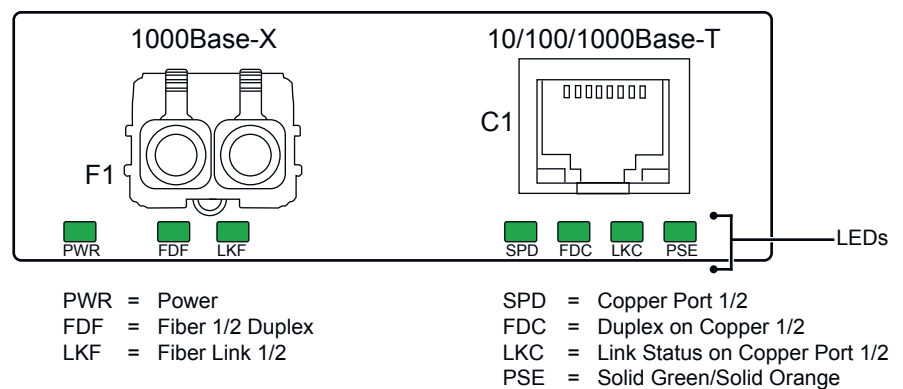 1000Base-X
10/100/1000Base-T
F1
C1
PWR
FDF
LKF
SPD
FDC
LKC
PSE
LEDs
PWR = Power
FDF = Fiber 1/2 Duplex
LKF = Fiber Link 1/2
SPD = Copper Port 1/2
FDC = Duplex on Copper 1/2
LKC = Link Status on Copper Port 1/2
PSE = Solid Green/Solid Orange